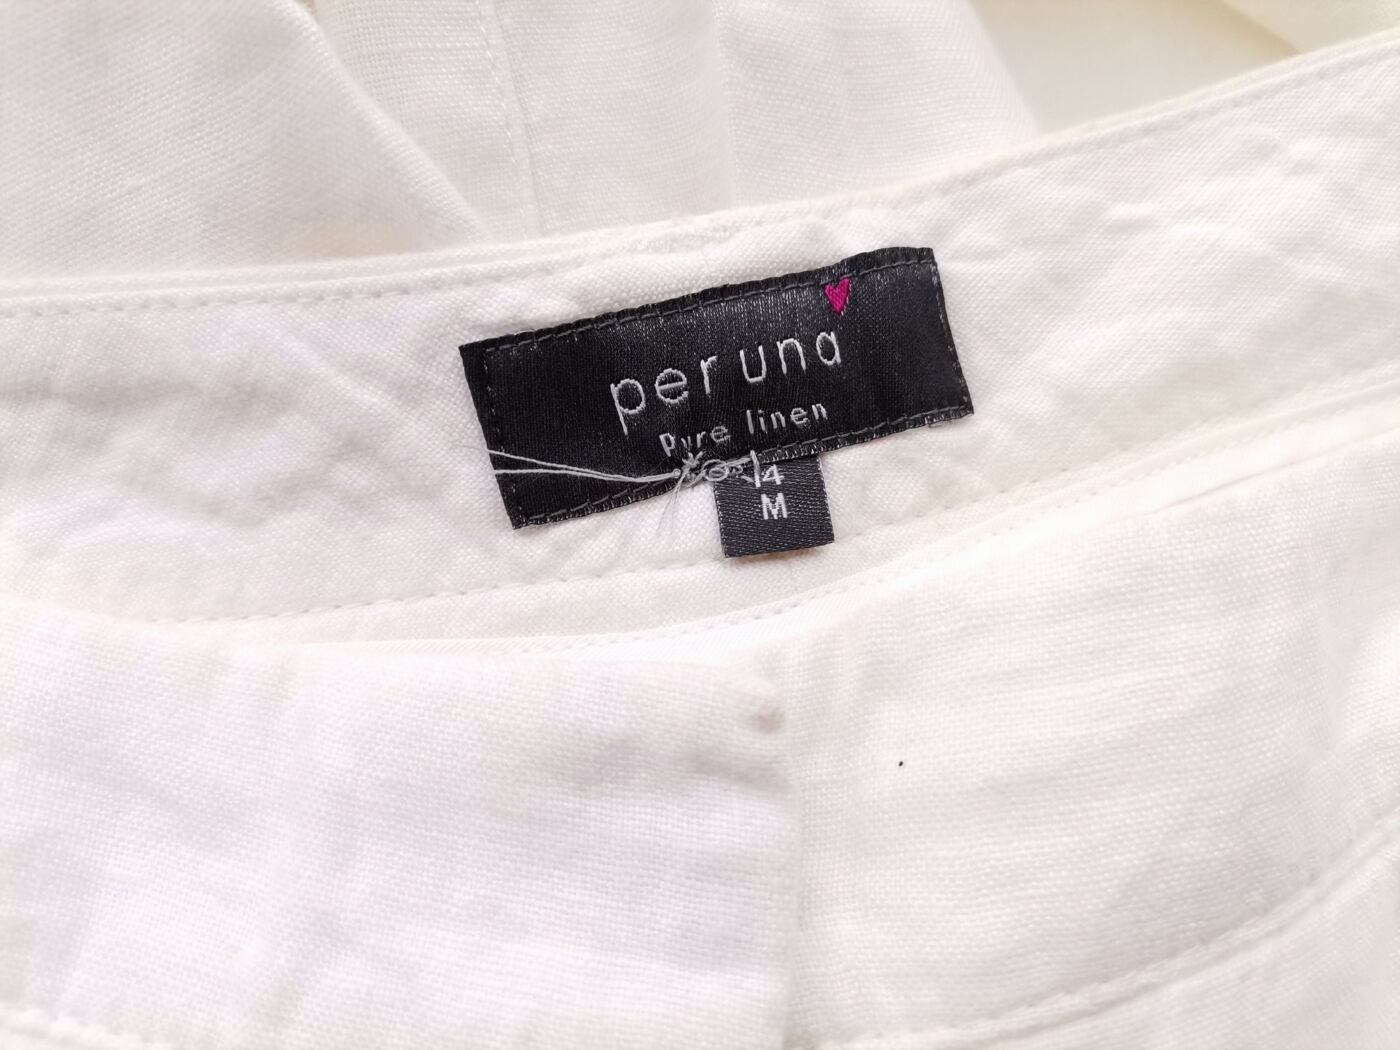 per una
Pure linen
14
M